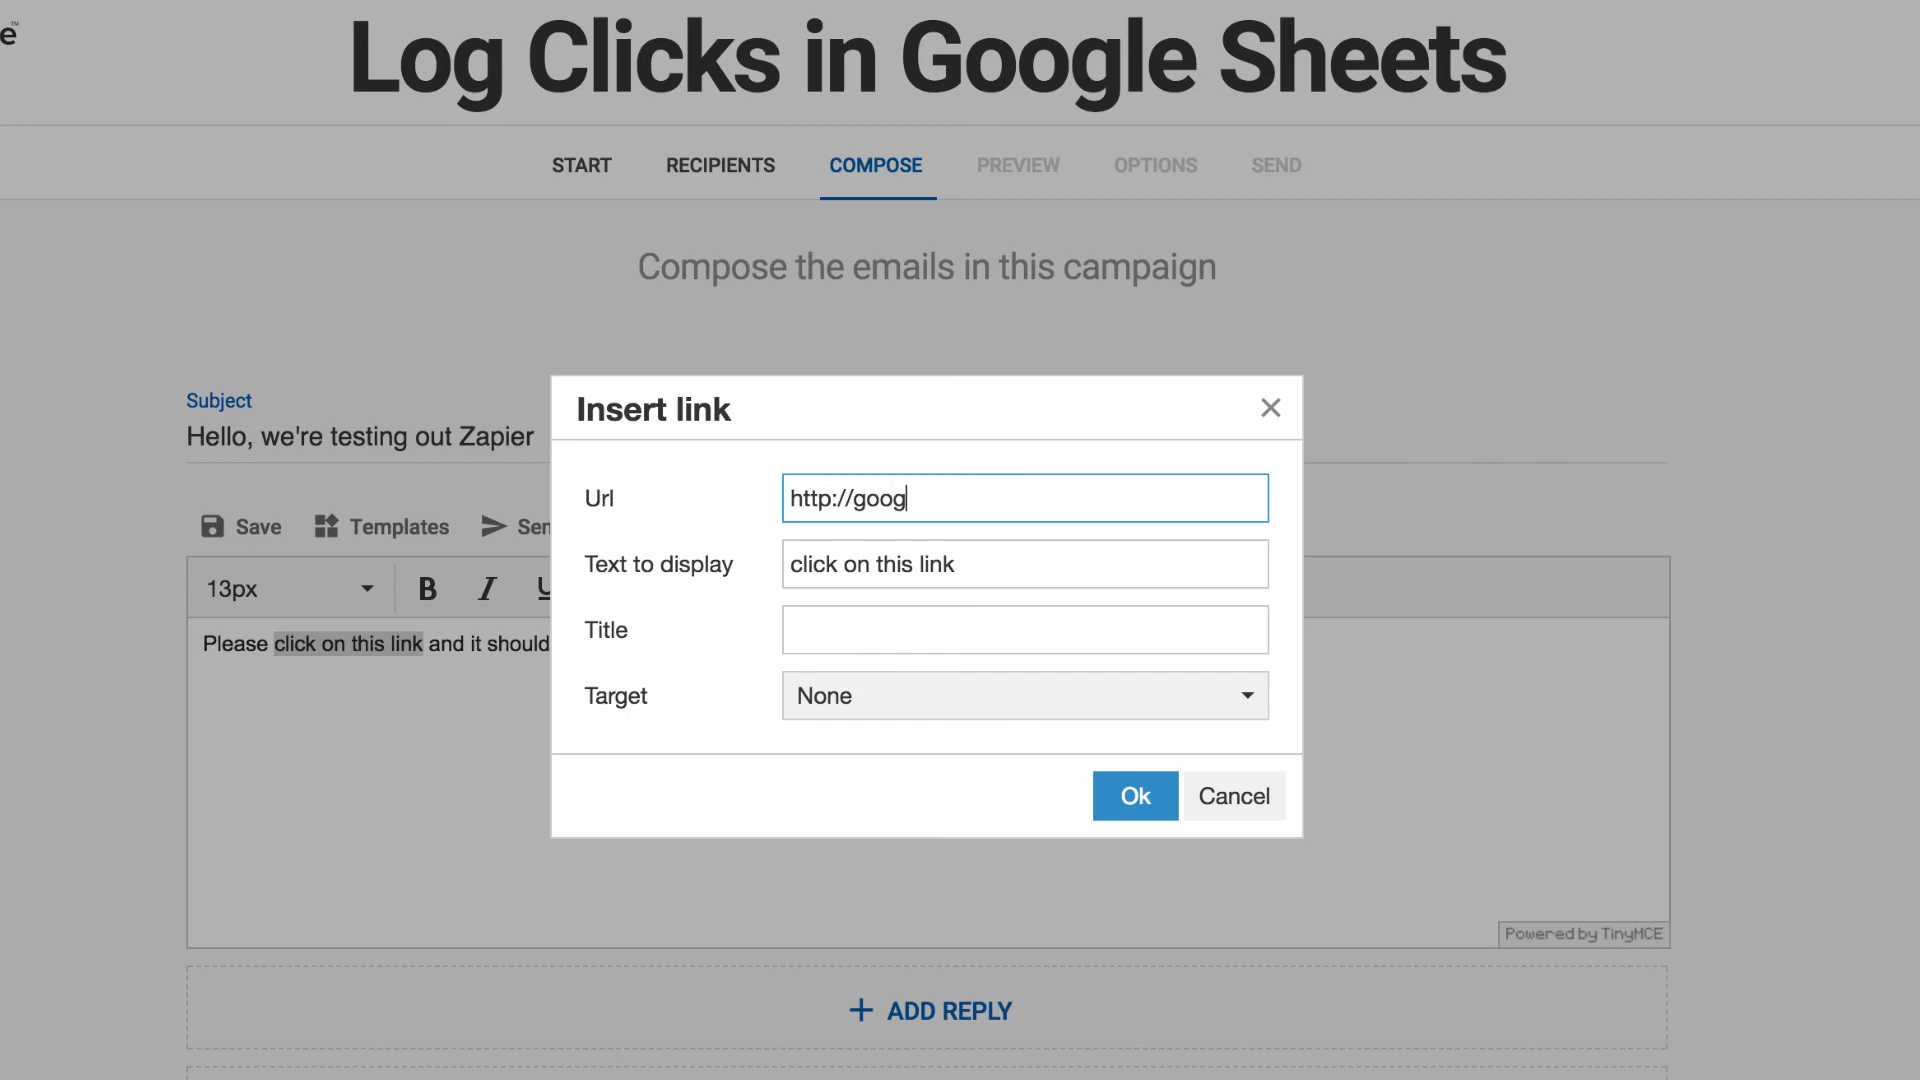 e™
Log Clicks in Google Sheets
START RECIPIENTS COMPOSE PREVIEW OPTIONS SEND
Compose the emails in this campaign
Subject
Hello, we're testing out Zapier
Save Templates Sen
13px B I U
Please click on this link and it should
Insert link ×
Url http://goog
Text to display click on this link
Title
Target None
Ok Cancel
Powered by TinyMCE
+ ADD REPLY